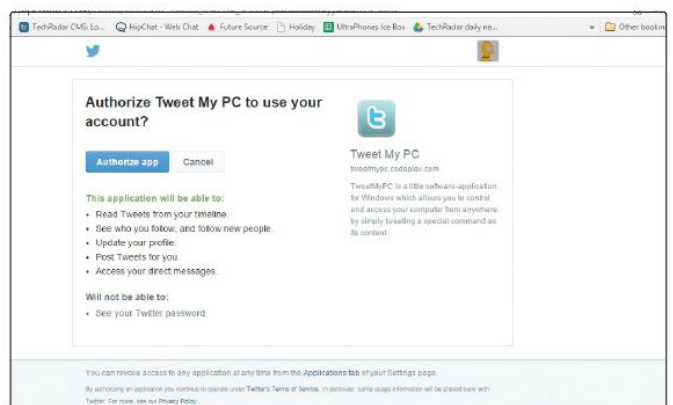 TechRadar CMS: Lo...
HipChat - Web Chat
Future Source
Holiday
UltraPhones Ice Box
TechRadar daily ne...
»
Other bookm
Authorize Tweet My PC to use your
account?
Authorize app
Cancel
This application will be able to:
• Read Tweets from your timeline.
• See who you follow, and follow new people.
• Update your profile.
• Post Tweets for you.
• Access your direct messages.
Will not be able to:
• See your Twitter password.
Tweet My PC
tweetmypc.codeplex.com
TweetMyPC is a little software-application
for Windows which allows you to control
and access your computer from anywhere
by simply tweeting a special command as
its content.
You can revoke access to any application at any time from the Applications tab of your Settings page.
By authorizing an application you continue to operate under Twitter's Terms of Service. In particular, some usage information will be shared back with
Twitter. For more, see our Privacy Policy.